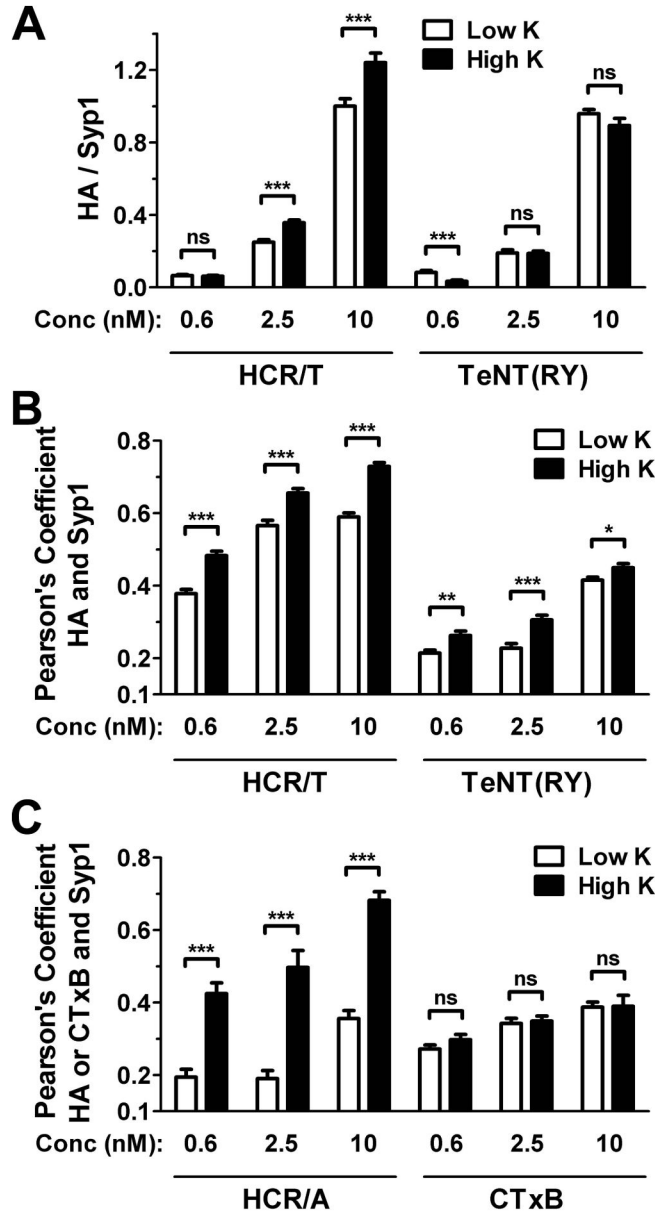 A
HA / Syp1
1.2
0.8
0.4
0.0
Low K
High K
ns
***
***
***
ns
ns
Conc (nM): 0.6 2.5 10 0.6 2.5 10
HCR/T TeNT(RY)
B
Pearson's Coefficient
HA and Syp1
0.8
0.6
0.4
0.2
0.1
Low K
High K
***
***
***
**
***
*
Conc (nM): 0.6 2.5 10 0.6 2.5 10
HCR/T TeNT(RY)
C
Pearson's Coefficient
HA or CTxB and Syp1
0.8
0.6
0.4
0.2
0.1
Low K
High K
***
***
***
ns
ns
ns
Conc (nM): 0.6 2.5 10 0.6 2.5 10
HCR/A CTxB